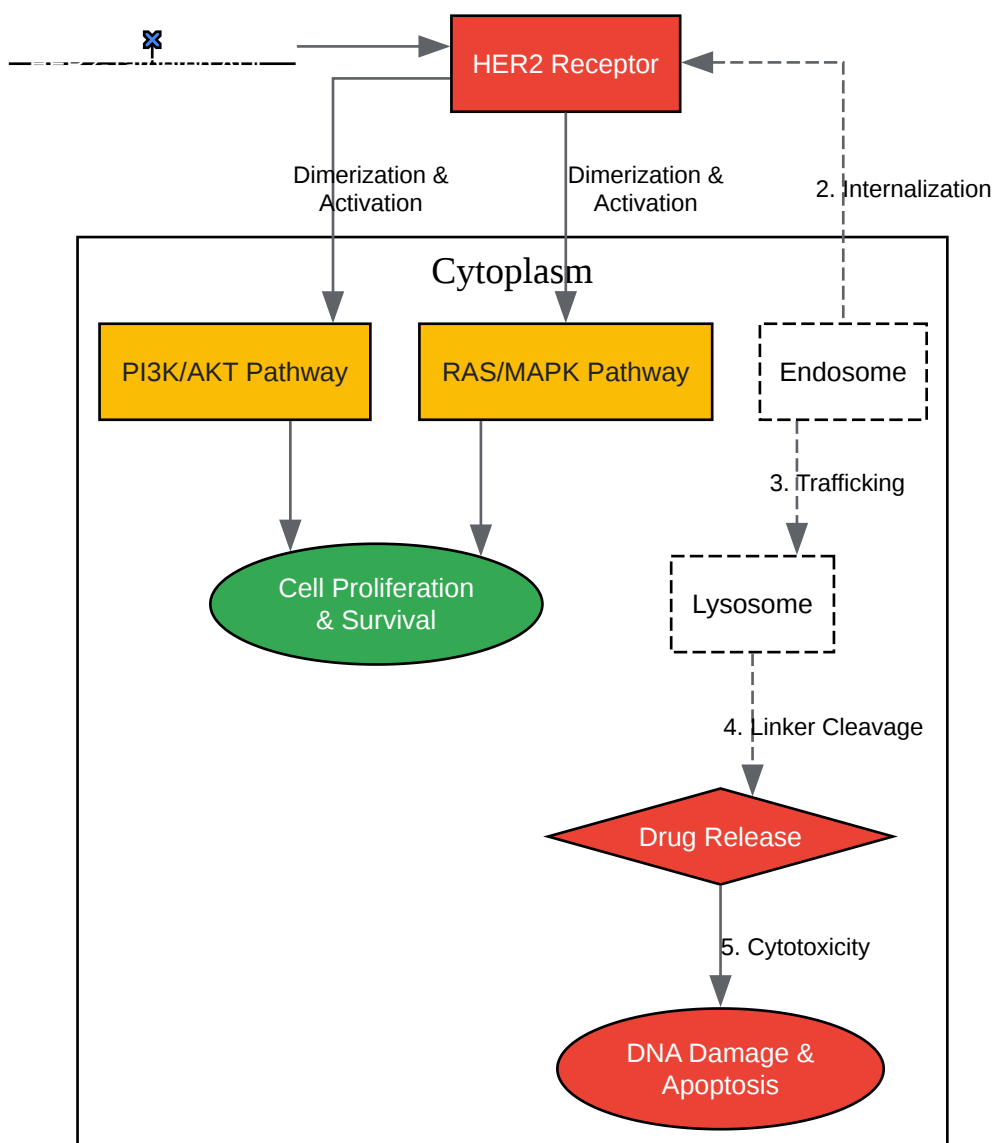 HER2 Receptor
Dimerization &
Activation
Dimerization &
Activation
2. Internalization
Cytoplasm
PI3K/AKT Pathway
RAS/MAPK Pathway
Endosome
3. Trafficking
Cell Proliferation
& Survival
Lysosome
4. Linker Cleavage
Drug Release
5. Cytotoxicity
DNA Damage &
Apoptosis